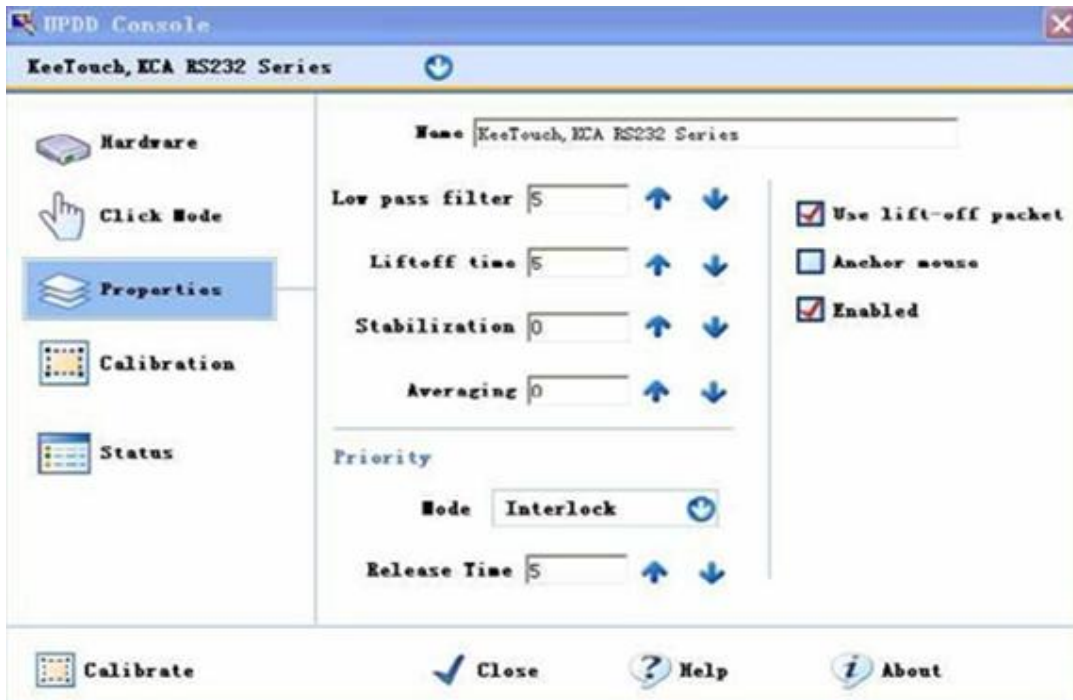 UPDD Console
KeeTouch, KCA RS232 Series
Hardware
Click Mode
Properties
Calibration
Status
Name KeeTouch, KCA RS232 Series
Low pass filter 5
Liftoff time 5
Stabilization 0
Averaging 0
Priority
Mode Interlock
Release Time 5
Use lift-off packet
Anchor mouse
Enabled
Calibrate
Close
? Help
i About